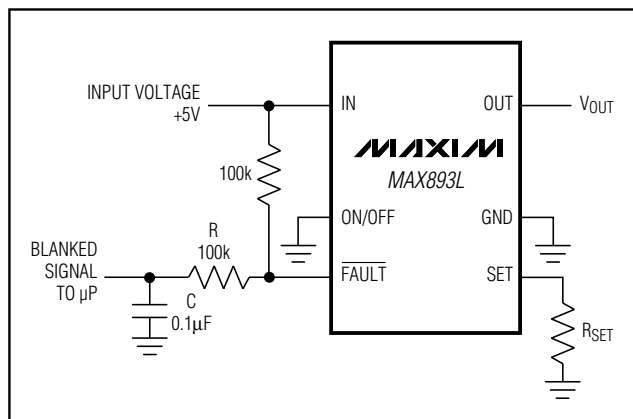 INPUT VOLTAGE
+5V
IN
OUT
VOUT
100k
MAXIM
MAX893L
ON/OFF
GND
R
100k
BLANKED
SIGNAL
TO µP
FAULT
SET
C
0.1µF
RSET